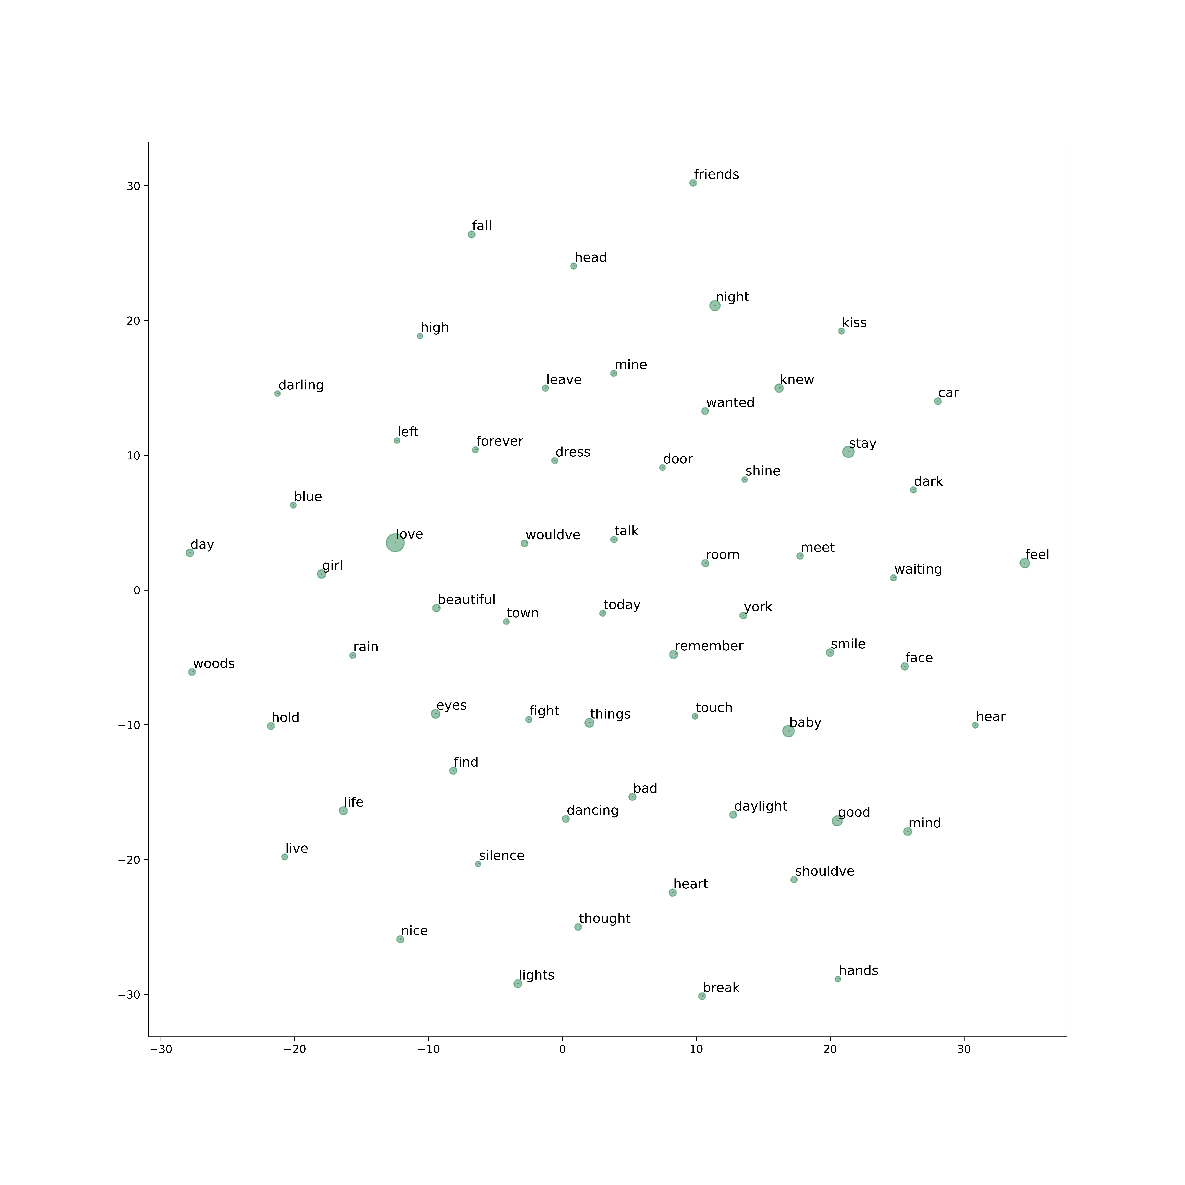 friends
30
fall
head
night
20
kiss
high
mine
leave
knew
darling
car
wanted
left
forever
stay
10
dress
door
shine
dark
blue
love
wouldve
talk
day
meet
room
feel
girl
waiting
0
beautiful
today
york
town
remember
smile
rain
face
woods
eyes
touch
fight
things
hold
hear
baby
−10
find
bad
life
daylight
dancing
good
mind
live
silence
−20
shouldve
heart
thought
nice
hands
lights
break
−30
−30 −20 −10 0 10 20 30